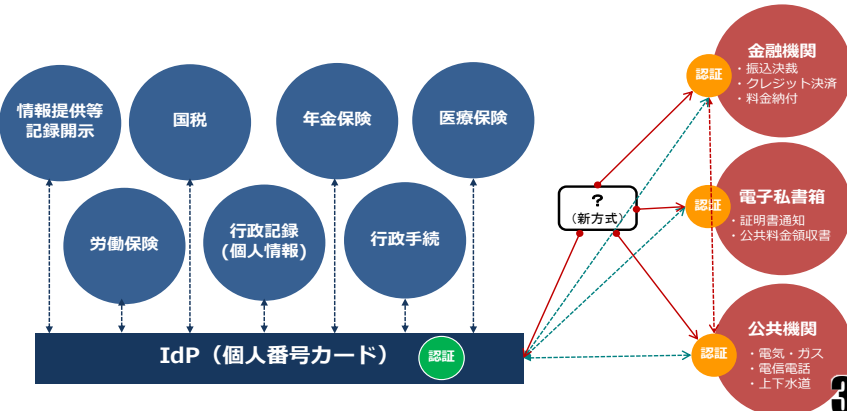 情報提供等
記録開示
国税
年金保険
医療保険
労働保険
行政記録
(個人情報)
行政手続
IdP（個人番号カード）
認証
?
（新方式）
認証
金融機関
・振込決裁
・クレジット決済
・料金納付
認証
電子私書箱
・証明書通知
・公共料金領収書
認証
公共機関
・電気・ガス
・電信電話
・上下水道
3